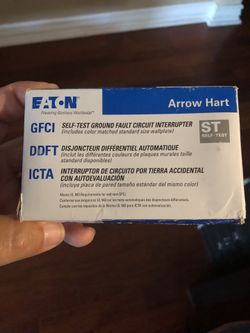 EATON
Powering Business Worldwide
Arrow Hart
GFCI SELF-TEST GROUND FAULT CIRCUIT INTERRUPTER
(includes color matched standard size wallplate)
ST
SELF-TEST
DDFT DISJONCTEUR DIFFÉRENTIEL AUTOMATIQUE
(inclut les différentes couleurs de plaques murales taille
standard disponible)
ICTA INTERRUPTOR DE CIRCUITO POR TIERRA ACCIDENTAL
CON AUTOEVALUACIÓN
(incluye placa de pared tamaño estándar del mismo color)